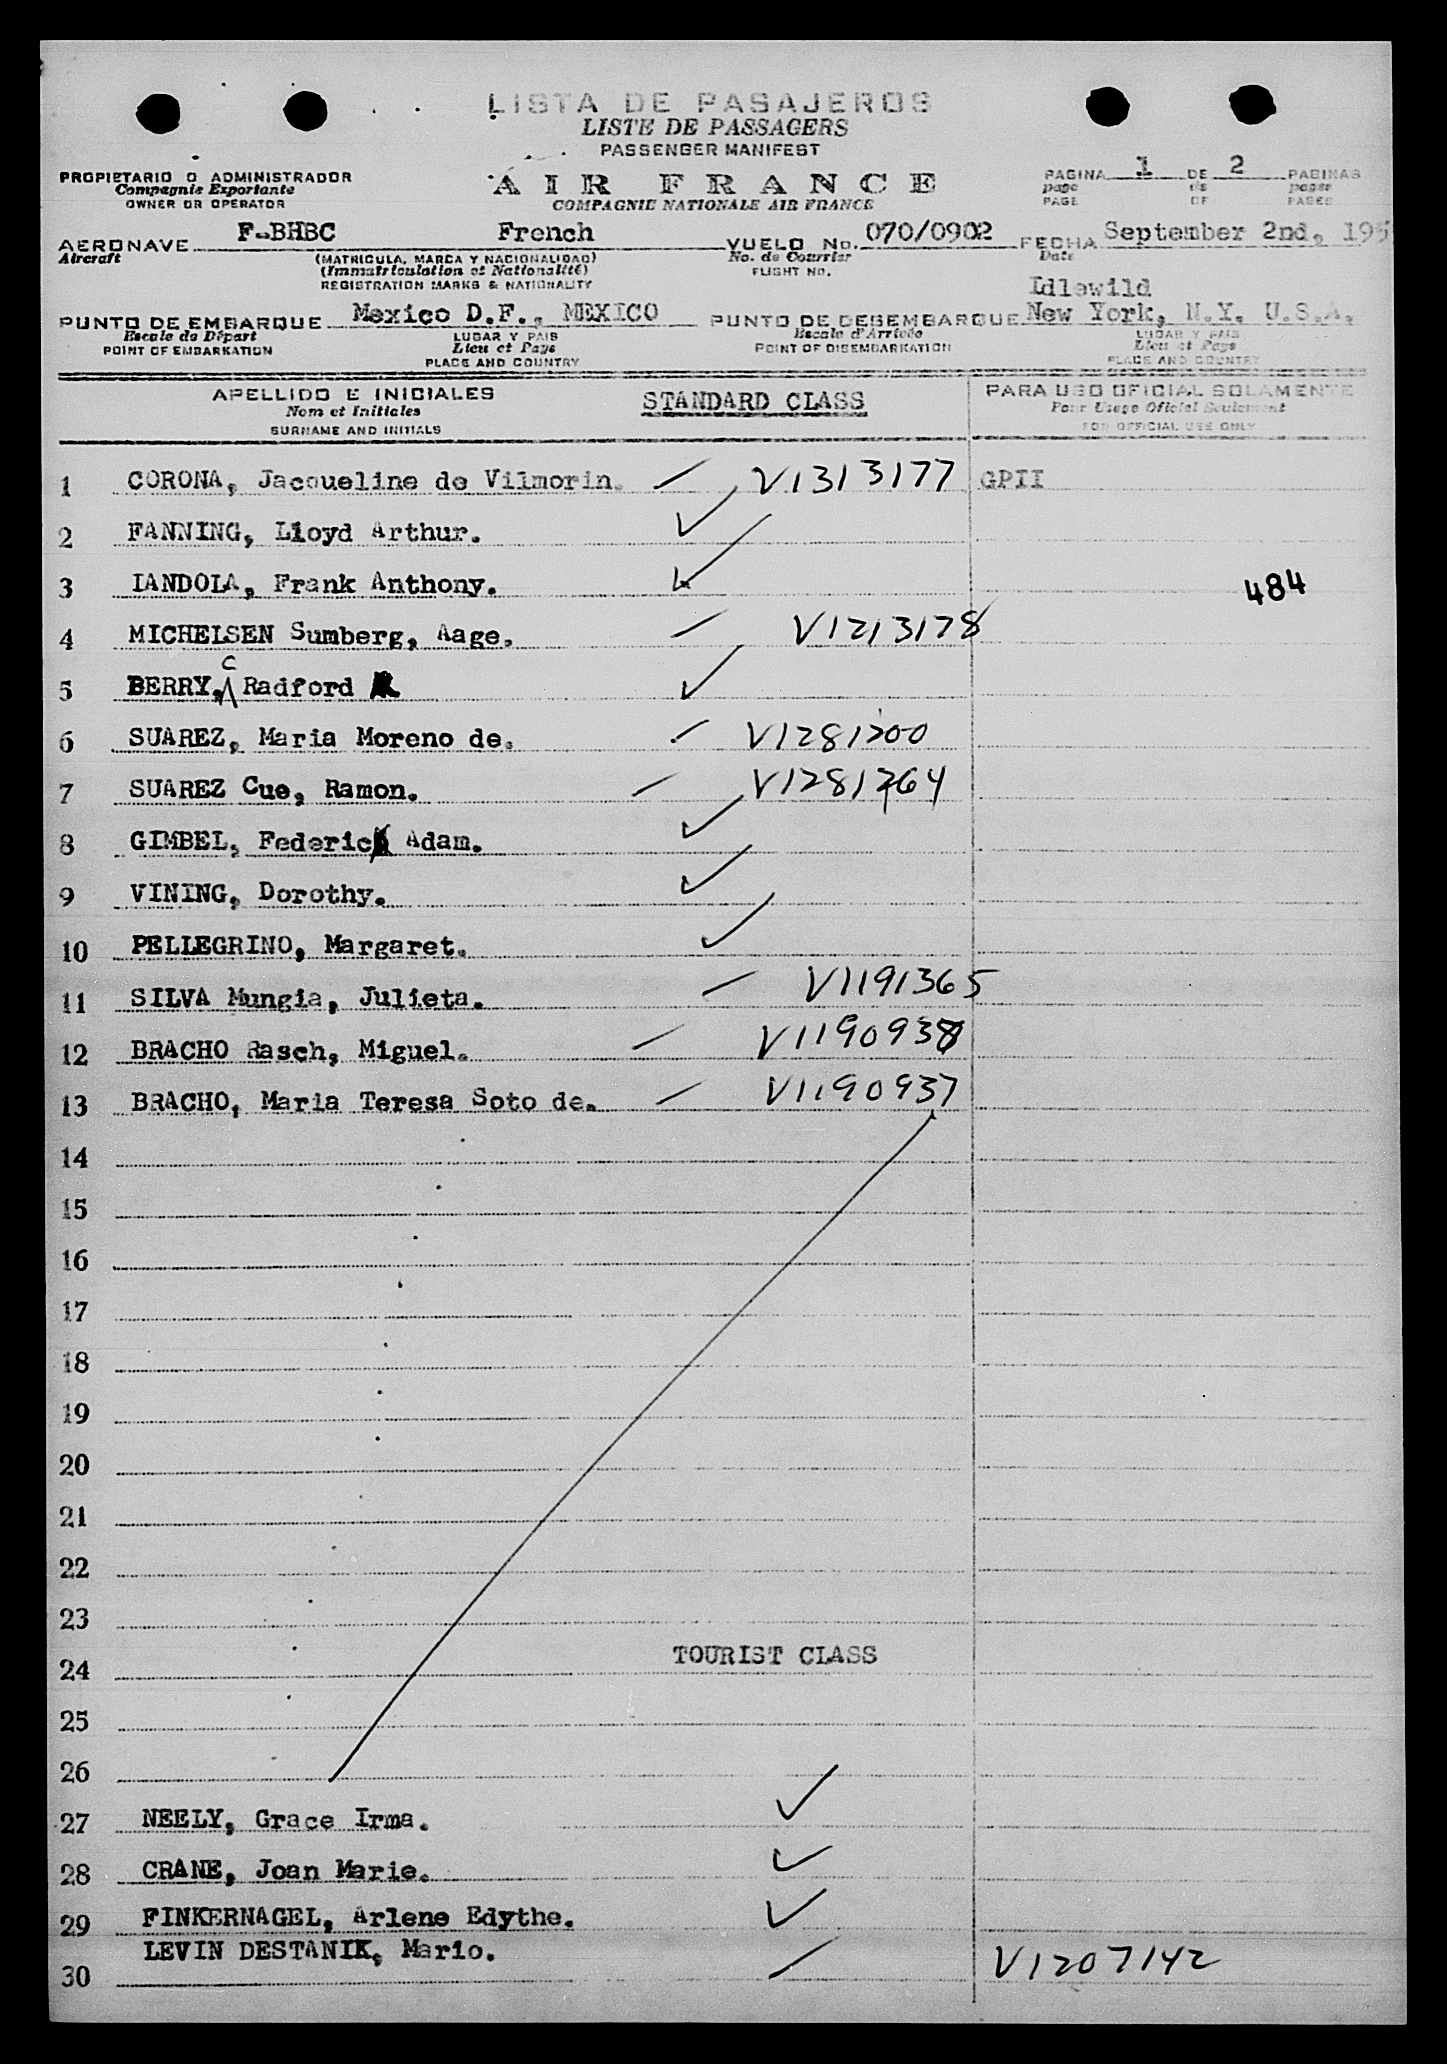 LISTA DE PASAJEROS
LISTE DE PASSAGERS
PASSENGER MANIFEST
PROPIETARIO O ADMINISTRADOR
Compagnie Exportante
OWNER OR OPERATOR
AIR FRANCE
COMPAGNIE NATIONALE AIR FRANCE
PAGINA 1 DE 2 PAGINAS
page de pages
PAGE OF PAGES
AERONAVE F-BHBC French VUELO No. 070/0902 FECHA September 2nd, 195
Aircraft (MATRICULA, MARCA Y NACIONALIDAD) No. de Courrier Date
(Immatriculation et Nationalité) FLIGHT No.
REGISTRATION MARKS & NATIONALITY
Idlewild
PUNTO DE EMBARQUE Mexico D.F., MEXICO PUNTO DE DESEMBARQUE New York, N.Y. U.S.A.
Escale de Départ LUGAR Y PAIS Escale d'Arrivée LUGAR Y PAIS
POINT OF EMBARKATION Lieu et Pays POINT OF DISEMBARKATION Lieu et Pays
PLACE AND COUNTRY PLACE AND COUNTRY
APELLIDO E INICIALES STANDARD CLASS PARA USO OFICIAL SOLAMENTE
Nom et Initiales Pour Usage Oficiel Seulement
SURNAME AND INITIALS FOR OFFICIAL USE ONLY
1 CORONA, Jacqueline de Vilmorin. V1313177 GPII
2 FANNING, Lloyd Arthur.
3 IANDOLA, Frank Anthony. 484
4 MICHELSEN Sumberg, Aage. V1213178
5 BERRY, C Radford
6 SUAREZ, Maria Moreno de. V1281200
7 SUAREZ Cue, Ramon. V1281264
8 GIMBEL, Federic Adam.
9 VINING, Dorothy.
10 PELLEGRINO, Margaret.
11 SILVA Mungia, Julieta. V1191365
12 BRACHO Rasch, Miguel. V1190938
13 BRACHO, Maria Teresa Soto de. V1190937
14
15
16
17
18
19
20
21
22
23
24 TOURIST CLASS
25
26
27 NEELY, Grace Irma.
28 CRANE, Joan Marie.
29 FINKERNAGEL, Arlene Edythe.
30 LEVIN DESTANIK, Mario. V1207142